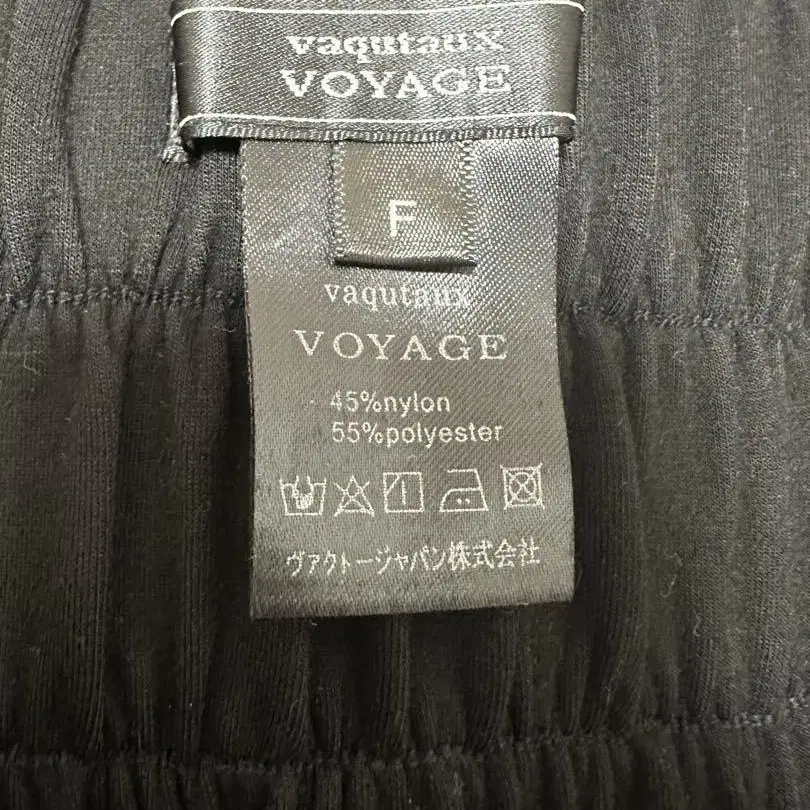 vaqutaux
VOYAGE
F
vaqutaux
VOYAGE
45%nylon
55%polyester
ヴァクトージャパン株式会社